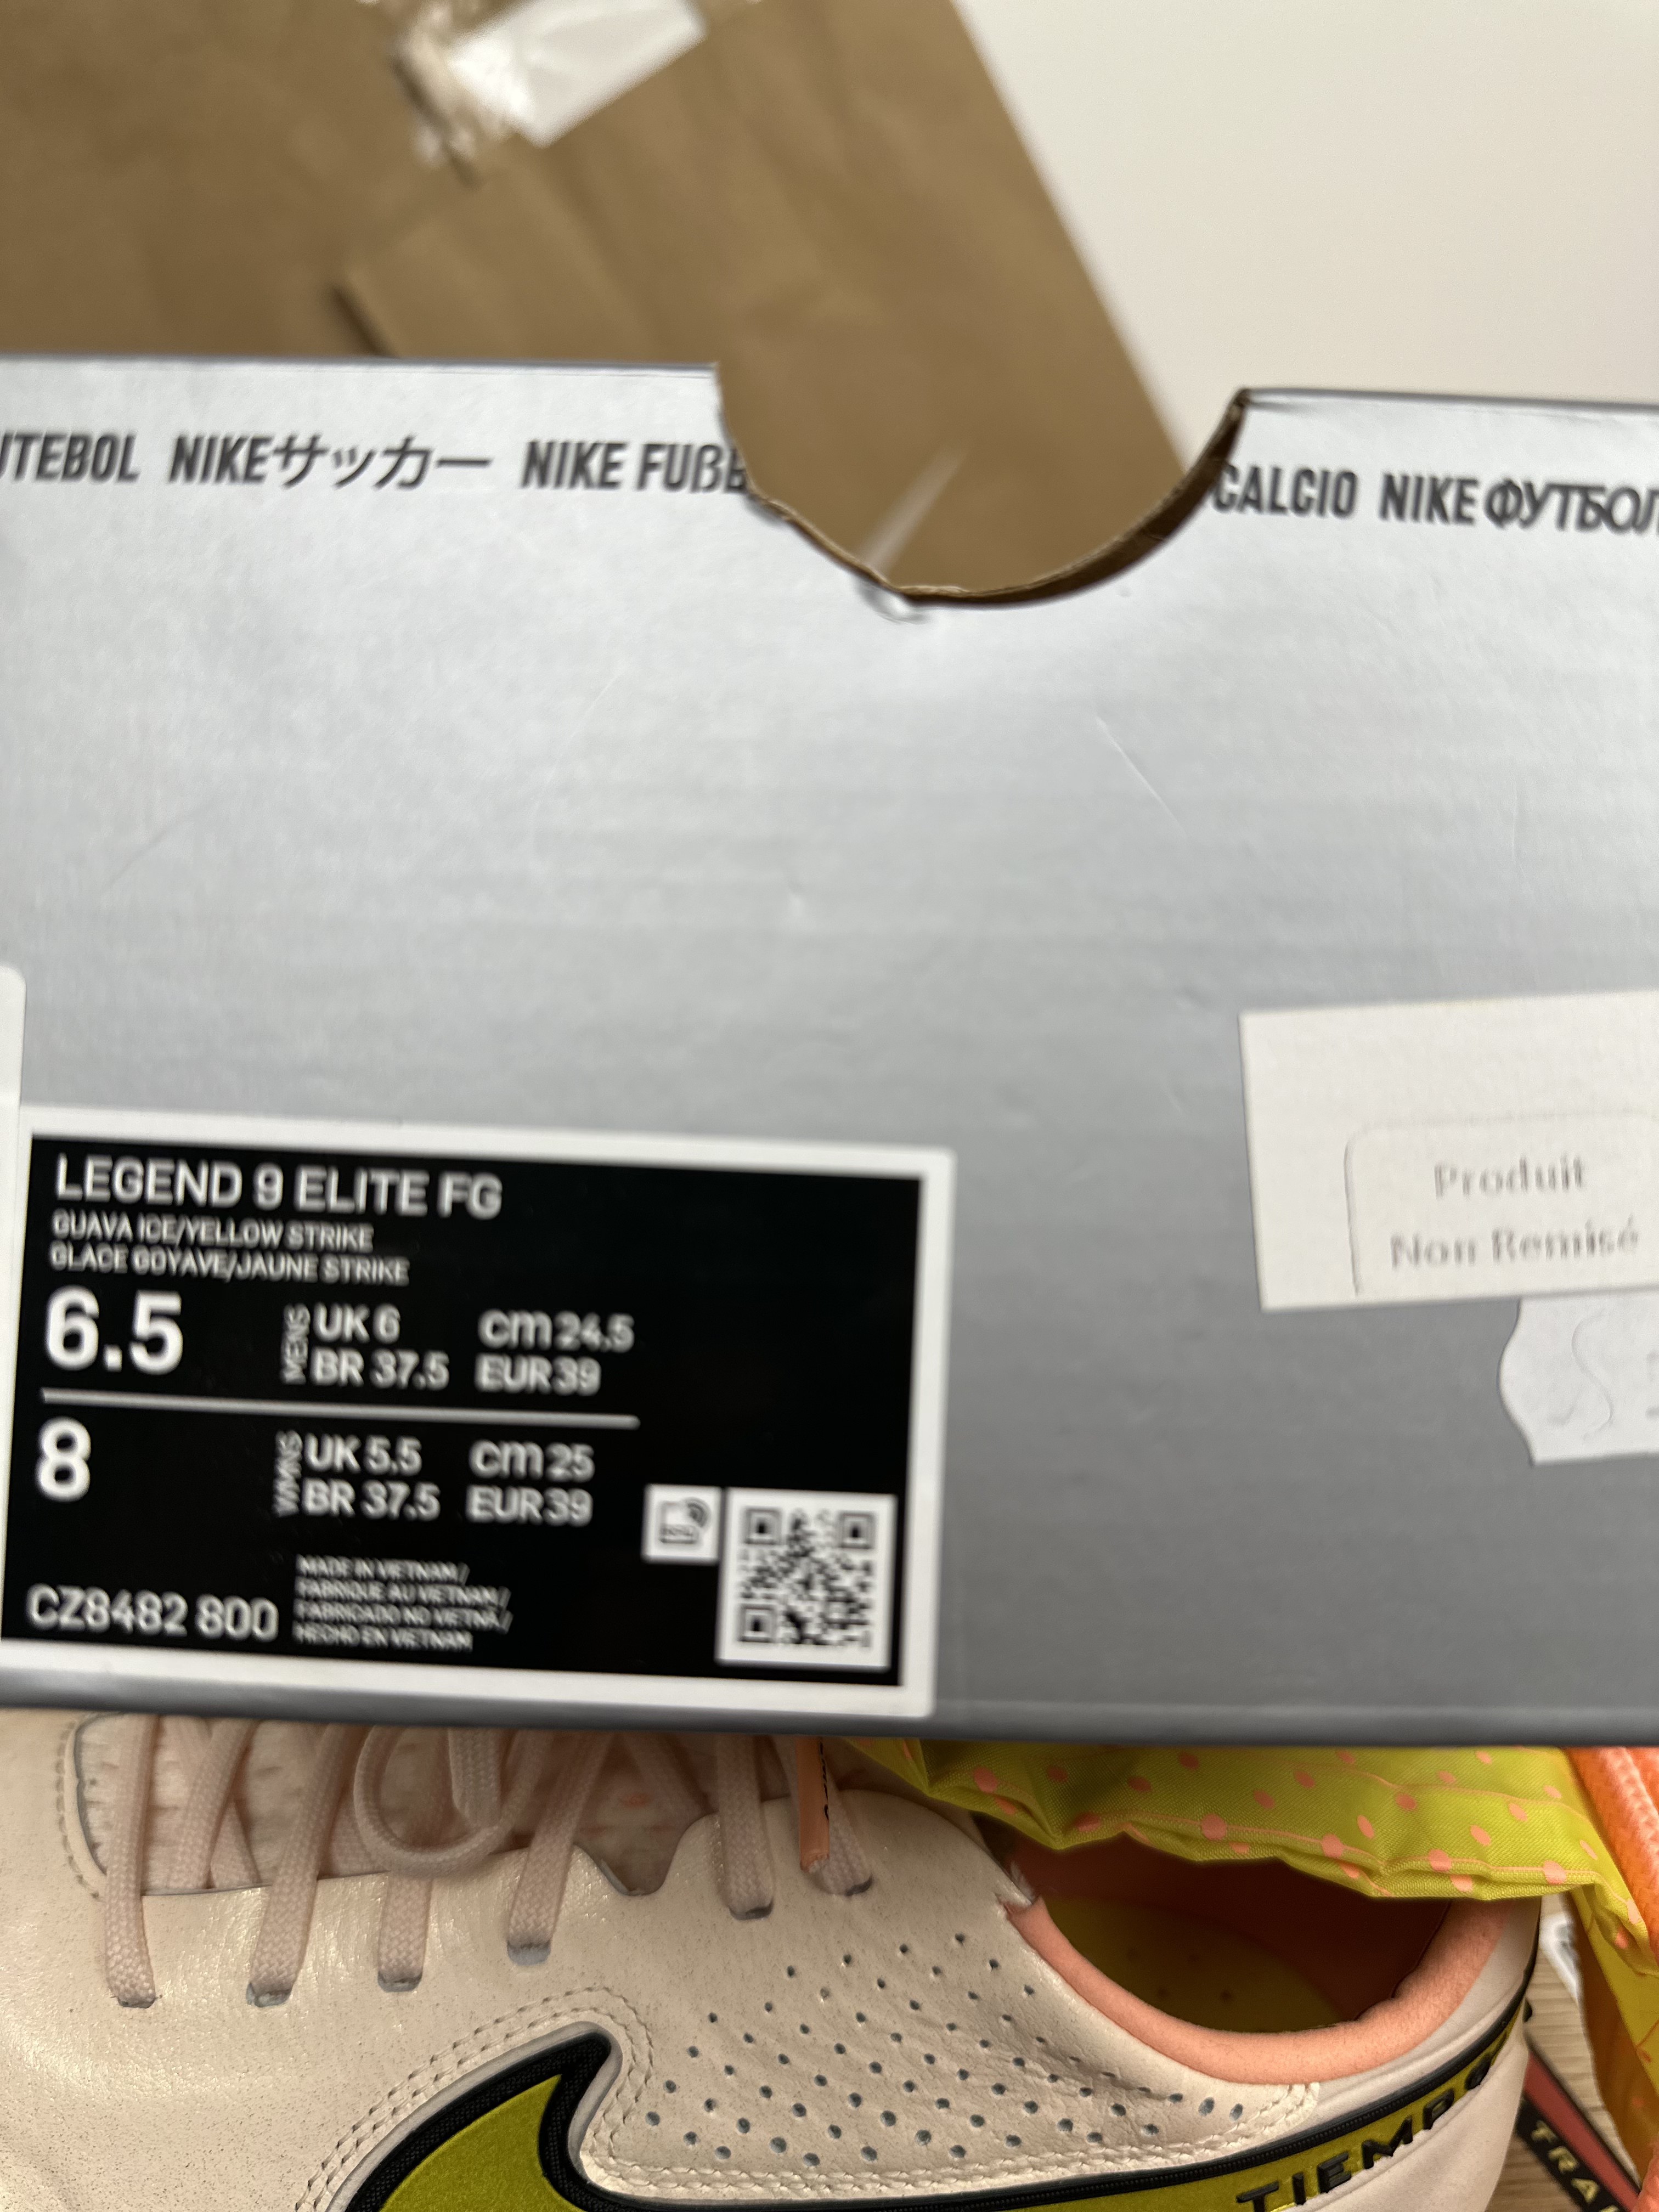 UTEBOL NIKEサッカー NIKE FUßB CALCIO NIKE ФУТБОЛ
Produit
Non Remisé
LEGEND 9 ELITE FG
GUAVA ICE/YELLOW STRIKE
GLACE GOYAVE/JAUNE STRIKE
6.5 MENS UK 6 cm 24.5
BR 37.5 EUR 39
8 WMNS UK 5.5 cm 25
BR 37.5 EUR 39
CZ8482 800
MADE IN VIETNAM /
FABRIQUE AU VIETNAM /
FABRICADO NO VIETNÃ /
HECHO EN VIETNAM
TIEMPO
TRA